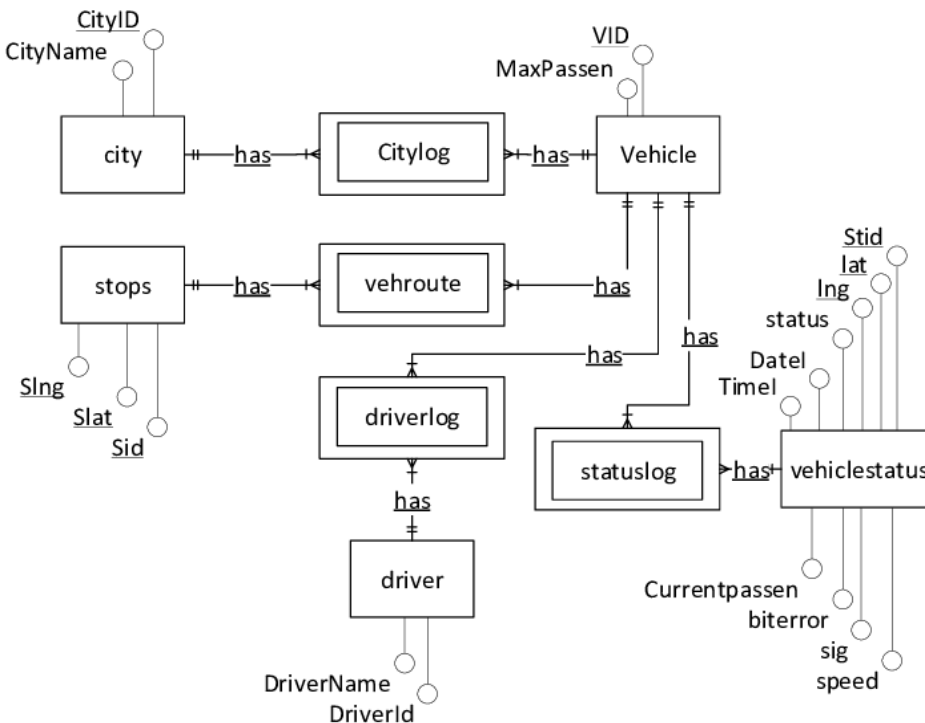 CityID
CityName
VID
MaxPassen
city
has
Citylog
has
Vehicle
stops
has
vehroute
has
Stid
lat
lng
status
DateI
TimeI
Slng
Slat
Sid
has
has
driverlog
statuslog
has
vehiclestatus
has
driver
Currentpassen
biterror
sig
speed
DriverName
DriverId